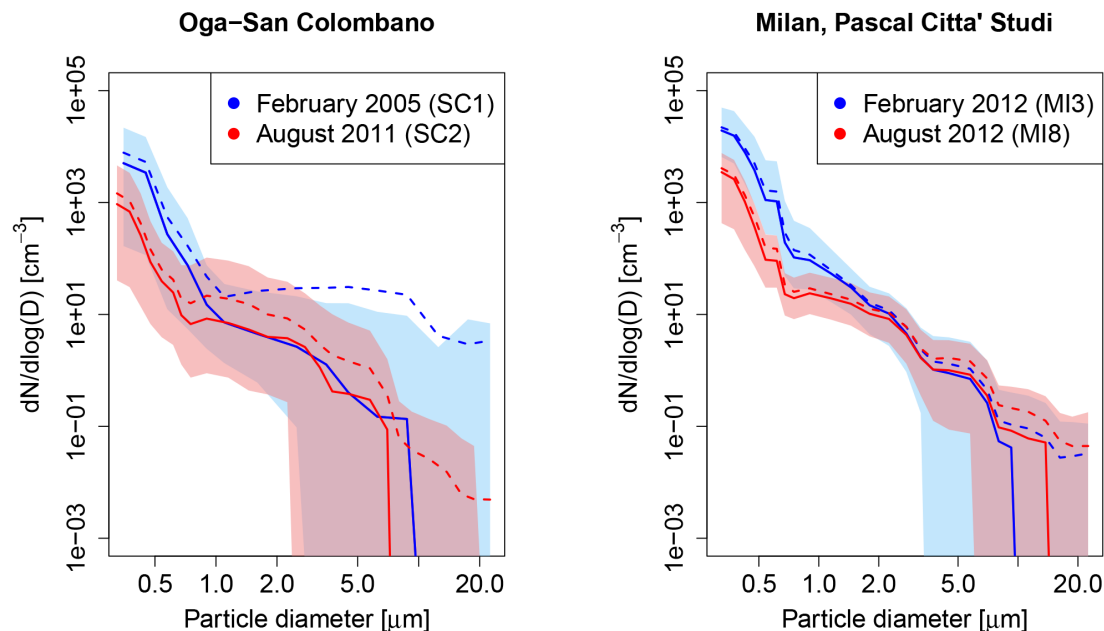 Oga−San Colombano
February 2005 (SC1)
August 2011 (SC2)
dN/dlog(D) [cm⁻³]
1e+05
1e+03
1e+01
1e−01
1e−03
0.5 1.0 2.0 5.0 20.0
Particle diameter [μm]
Milan, Pascal Citta' Studi
February 2012 (MI3)
August 2012 (MI8)
dN/dlog(D) [cm⁻³]
1e+05
1e+03
1e+01
1e−01
1e−03
0.5 1.0 2.0 5.0 20.0
Particle diameter [μm]